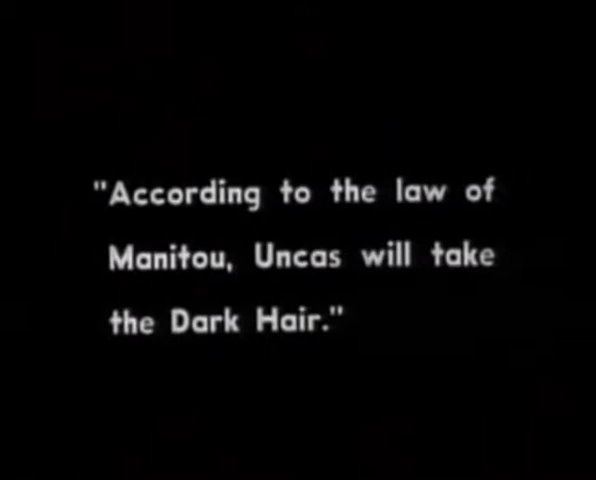 "According to the law of
Manitou, Uncas will take
the Dark Hair."